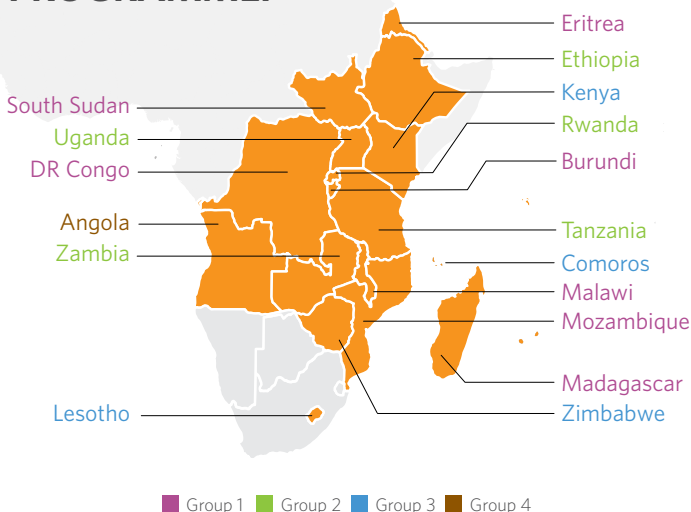 PROGRAMME.
Eritrea
Ethiopia
Kenya
Rwanda
Burundi
South Sudan
Uganda
DR Congo
Angola
Zambia
Tanzania
Comoros
Malawi
Mozambique
Madagascar
Zimbabwe
Lesotho
Group 1
Group 2
Group 3
Group 4